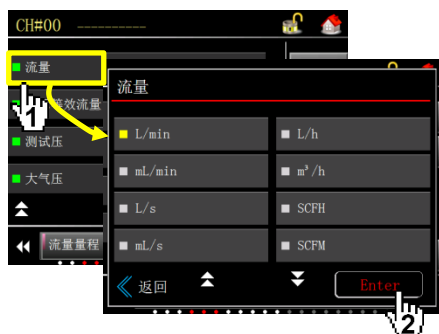 CH#00 ----------
流量
等效流量
测试压
大气压
流量量程
1
流量
L/min
L/h
mL/min
m³/h
L/s
SCFH
mL/s
SCFM
返回
Enter
2